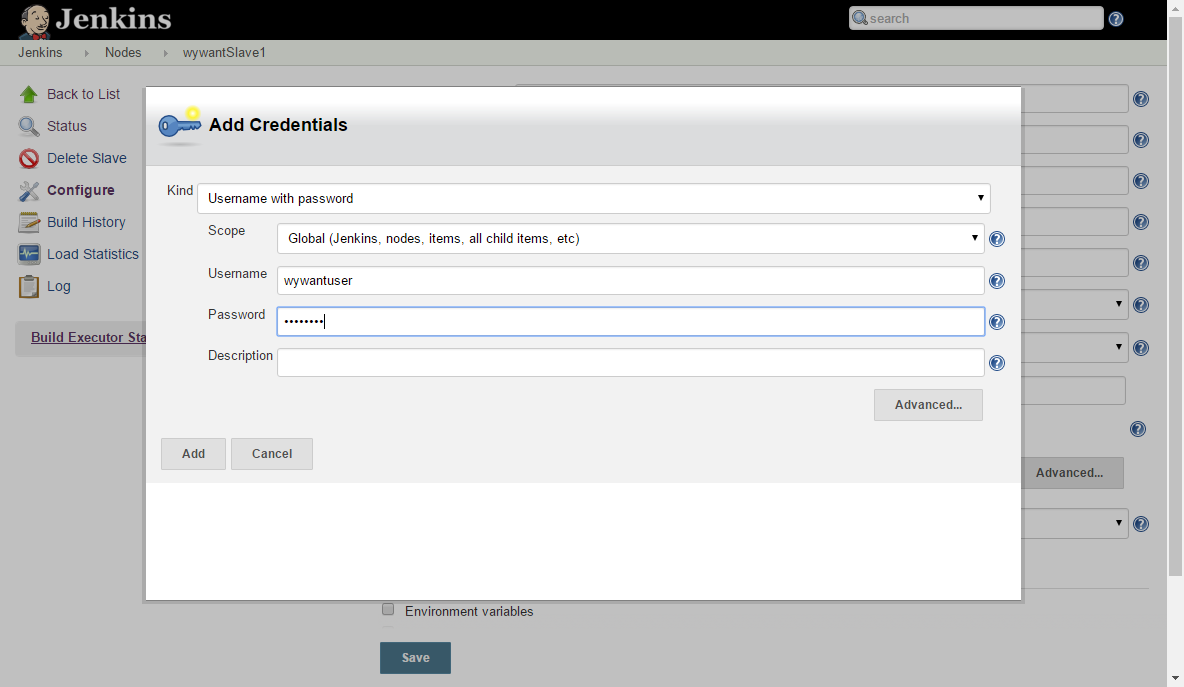 Jenkins
search
Jenkins Nodes wywantSlave1
Back to List
Status
Delete Slave
Configure
Build History
Load Statistics
Log
Build Executor Sta
Add Credentials
Kind Username with password
Scope Global (Jenkins, nodes, items, all child items, etc)
Username wywantuser
Password ••••••••
Description
Advanced...
Add Cancel
Advanced...
Environment variables
Save